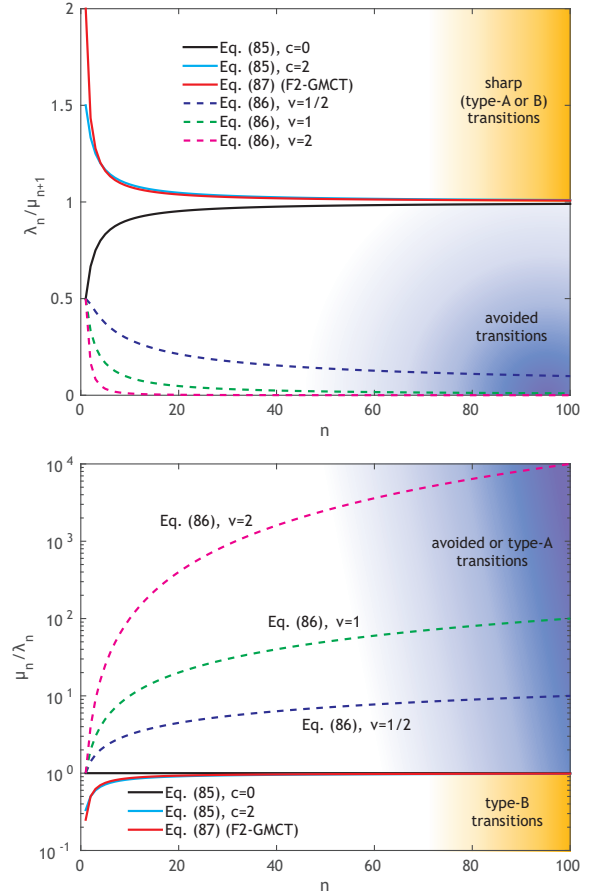 2
1.5
1
0.5
0
λn/μn+1
Eq. (85), c=0
Eq. (85), c=2
Eq. (87) (F2-GMCT)
Eq. (86), ν=1/2
Eq. (86), ν=1
Eq. (86), ν=2
sharp
(type-A or B)
transitions
avoided
transitions
0 20 40 60 80 100
n
10^4
10^3
10^2
10^1
10^0
10^-1
μn/λn
Eq. (86), ν=2
avoided or type-A
transitions
Eq. (86), ν=1
Eq. (86), ν=1/2
Eq. (85), c=0
Eq. (85), c=2
Eq. (87) (F2-GMCT)
type-B
transitions
0 20 40 60 80 100
n